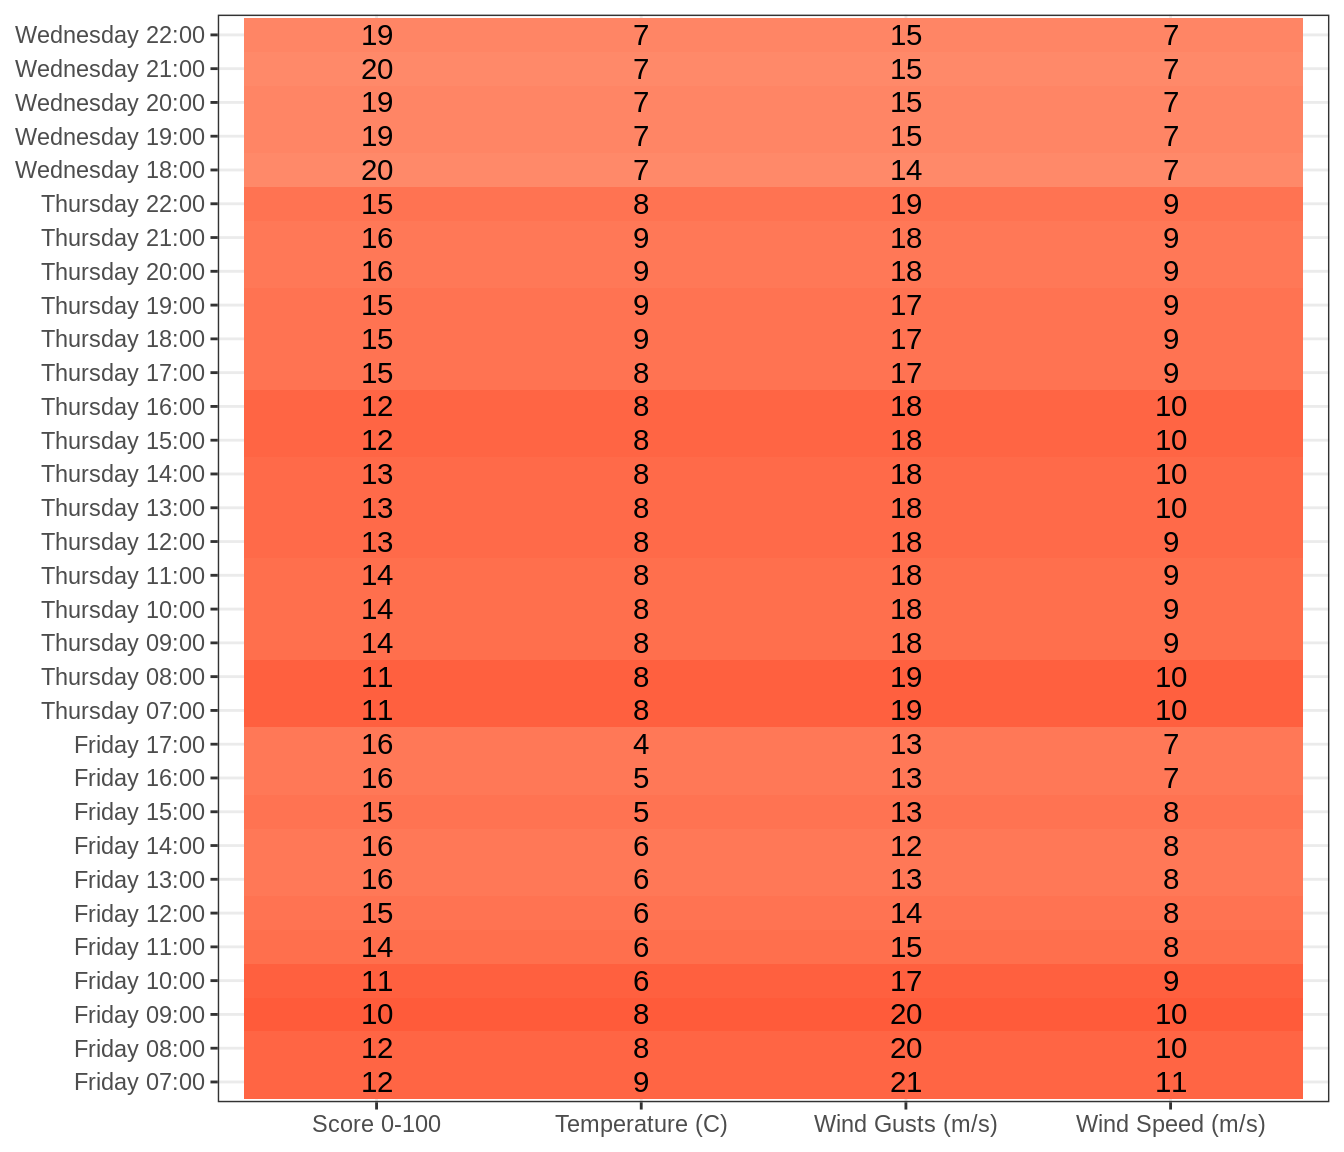 Wednesday 22:00 19 7 15 7
Wednesday 21:00 20 7 15 7
Wednesday 20:00 19 7 15 7
Wednesday 19:00 19 7 15 7
Wednesday 18:00 20 7 14 7
Thursday 22:00 15 8 19 9
Thursday 21:00 16 9 18 9
Thursday 20:00 16 9 18 9
Thursday 19:00 15 9 17 9
Thursday 18:00 15 9 17 9
Thursday 17:00 15 8 17 9
Thursday 16:00 12 8 18 10
Thursday 15:00 12 8 18 10
Thursday 14:00 13 8 18 10
Thursday 13:00 13 8 18 10
Thursday 12:00 13 8 18 9
Thursday 11:00 14 8 18 9
Thursday 10:00 14 8 18 9
Thursday 09:00 14 8 18 9
Thursday 08:00 11 8 19 10
Thursday 07:00 11 8 19 10
Friday 17:00 16 4 13 7
Friday 16:00 16 5 13 7
Friday 15:00 15 5 13 8
Friday 14:00 16 6 12 8
Friday 13:00 16 6 13 8
Friday 12:00 15 6 14 8
Friday 11:00 14 6 15 8
Friday 10:00 11 6 17 9
Friday 09:00 10 8 20 10
Friday 08:00 12 8 20 10
Friday 07:00 12 9 21 11
Score 0-100 Temperature (C) Wind Gusts (m/s) Wind Speed (m/s)